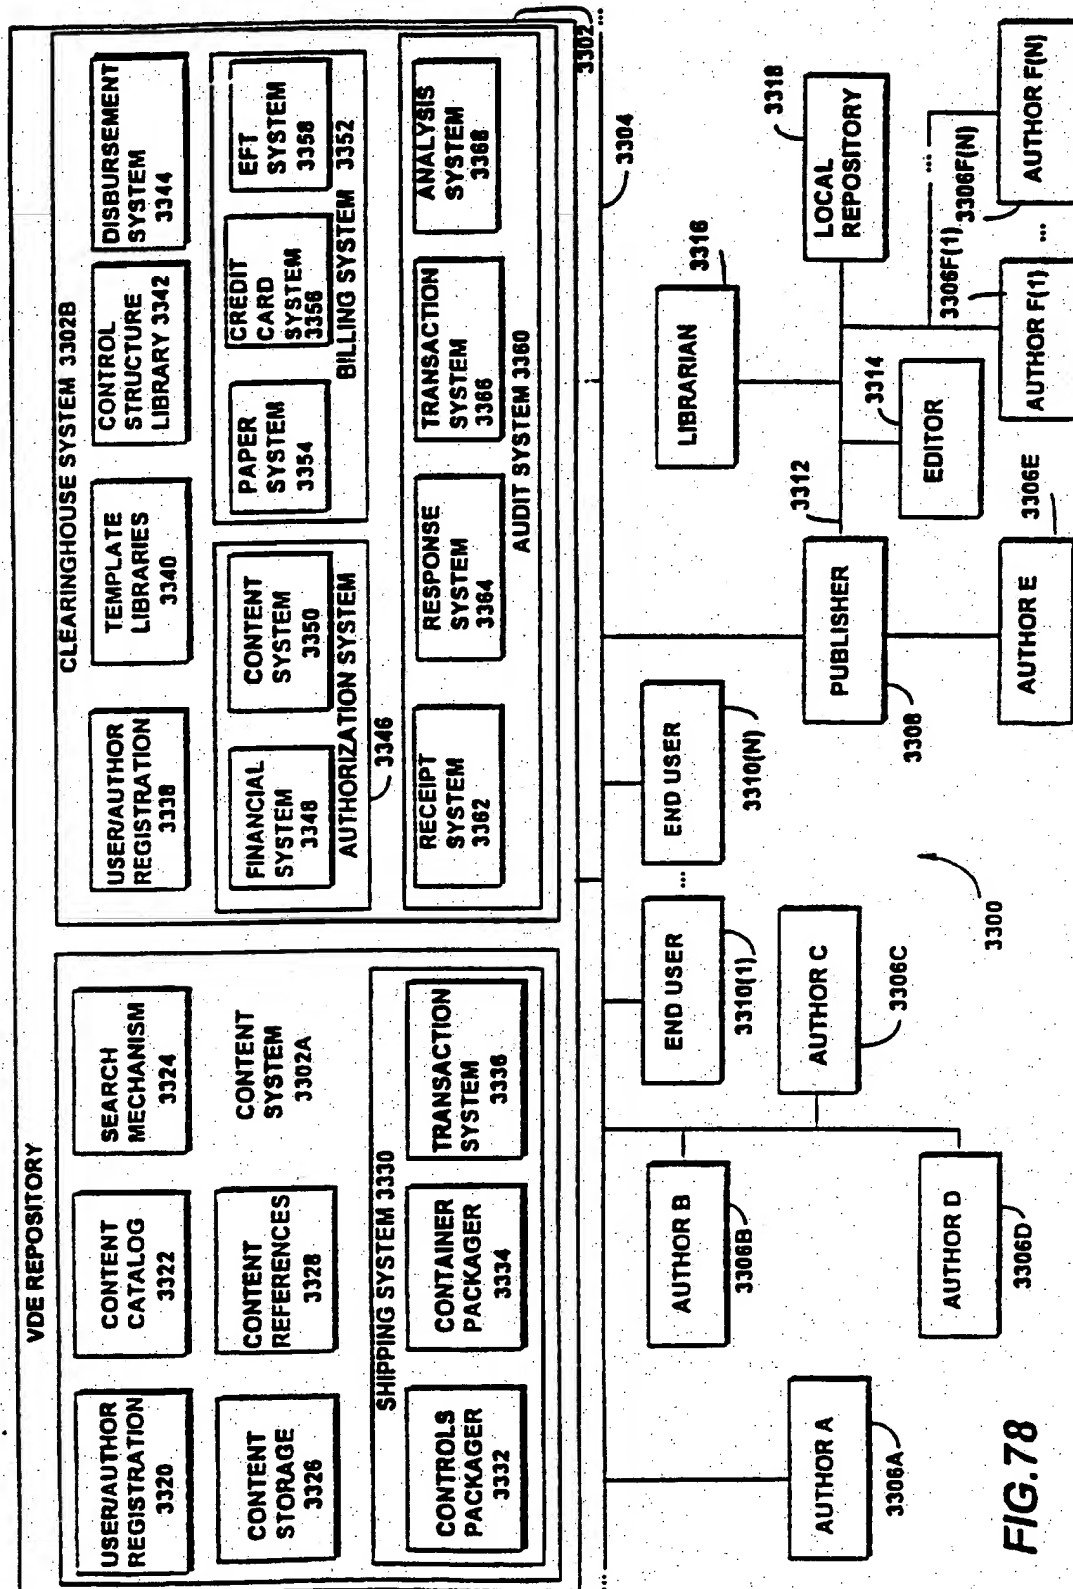 VDE REPOSITORY
USER/AUTHOR
REGISTRATION
3320
CONTENT
CATALOG
3322
SEARCH
MECHANISM
3324
CONTENT
STORAGE
3326
CONTENT
REFERENCES
3328
CONTENT
SYSTEM
3302A
SHIPPING SYSTEM 3330
CONTROLS
PACKAGER
3332
CONTAINER
PACKAGER
3334
TRANSACTION
SYSTEM
3336
CLEARINGHOUSE SYSTEM 3302B
USER/AUTHOR
REGISTRATION
3338
TEMPLATE
LIBRARIES
3340
CONTROL
STRUCTURE
LIBRARY 3342
DISBURSEMENT
SYSTEM
3344
FINANCIAL
SYSTEM
3348
CONTENT
SYSTEM
3350
AUTHORIZATION SYSTEM
3346
PAPER
SYSTEM
3354
CREDIT
CARD
SYSTEM
3356
EFT
SYSTEM
3358
BILLING SYSTEM 3352
RECEIPT
SYSTEM
3362
RESPONSE
SYSTEM
3364
TRANSACTION
SYSTEM
3366
ANALYSIS
SYSTEM
3368
AUDIT SYSTEM 3360
3302
...
...
3304
AUTHOR A
3306A
AUTHOR B
3306B
AUTHOR C
3306C
AUTHOR D
3306D
END USER
3310(1)
...
END USER
3310(N)
3300
PUBLISHER
3308
3312
AUTHOR E
3306E
EDITOR
3314
LIBRARIAN
3316
LOCAL
REPOSITORY
3318
3306F(1)
AUTHOR F(1)
...
...
3306F(N)
AUTHOR F(N)
FIG.78